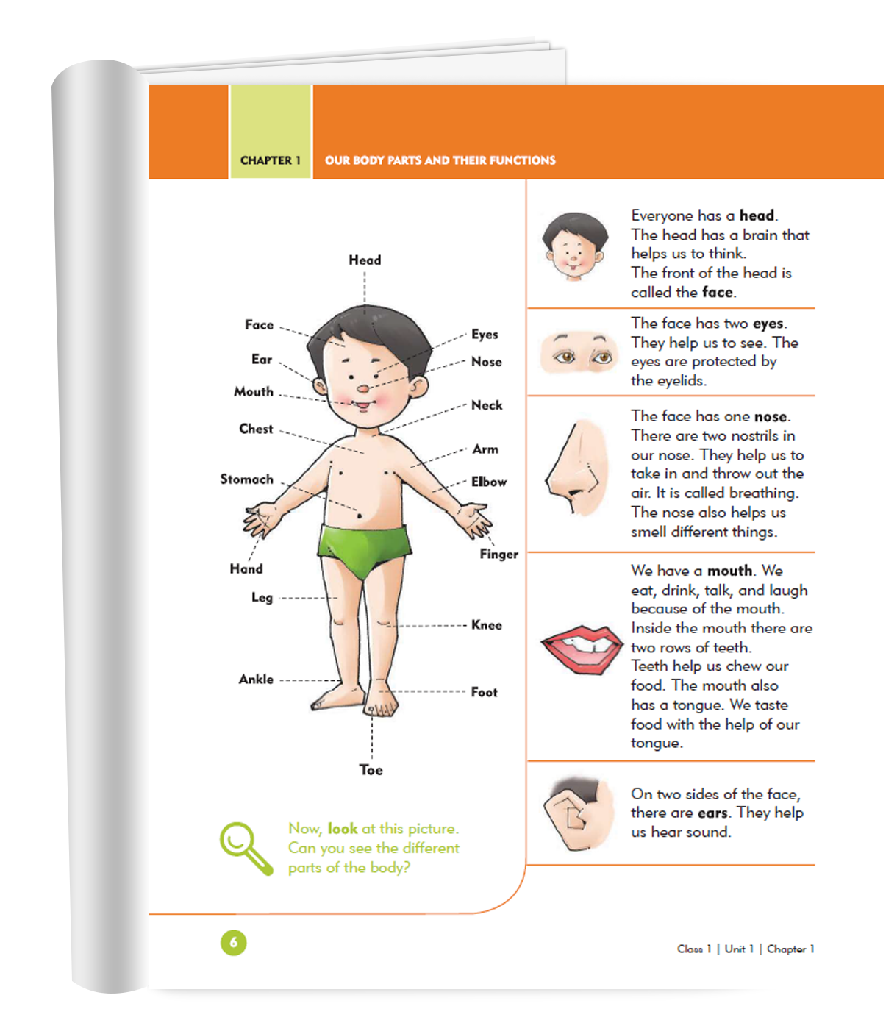 CHAPTER 1
OUR BODY PARTS AND THEIR FUNCTIONS
Head
Face
Ear
Mouth
Chest
Stomach
Hand
Leg
Ankle
Eyes
Nose
Neck
Arm
Elbow
Finger
Knee
Foot
Toe
Now, look at this picture.
Can you see the different
parts of the body?
Everyone has a head.
The head has a brain that
helps us to think.
The front of the head is
called the face.
The face has two eyes.
They help us to see. The
eyes are protected by
the eyelids.
The face has one nose.
There are two nostrils in
our nose. They help us to
take in and throw out the
air. It is called breathing.
The nose also helps us
smell different things.
We have a mouth. We
eat, drink, talk, and laugh
because of the mouth.
Inside the mouth there are
two rows of teeth.
Teeth help us chew our
food. The mouth also
has a tongue. We taste
food with the help of our
tongue.
On two sides of the face,
there are ears. They help
us hear sound.
6
Class 1 | Unit 1 | Chapter 1